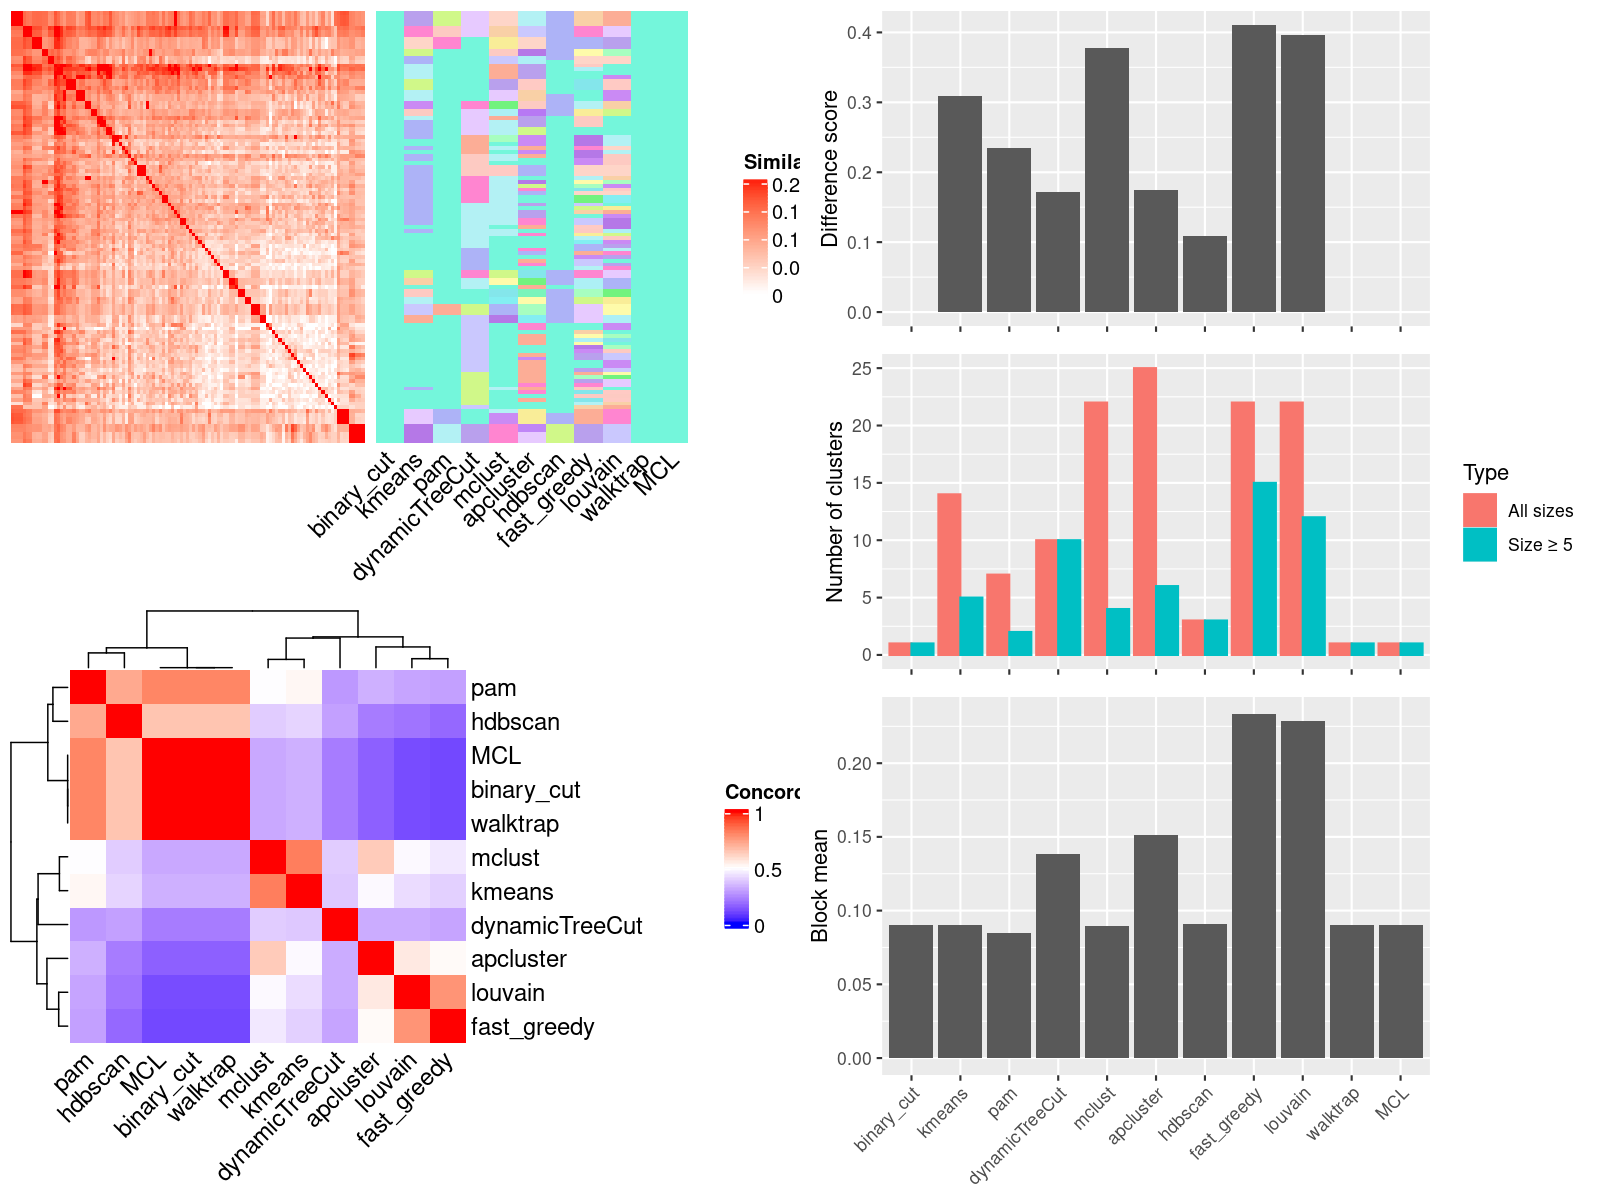 Simila
0.2
0.1
0.1
0.0
0
binary_cut
kmeans
pam
dynamicTreeCut
mclust
apcluster
hdbscan
fast_greedy
louvain
walktrap
MCL
pam
hdbscan
MCL
binary_cut
walktrap
mclust
kmeans
dynamicTreeCut
apcluster
louvain
fast_greedy
pam
hdbscan
MCL
binary_cut
walktrap
mclust
kmeans
dynamicTreeCut
apcluster
louvain
fast_greedy
Concord
1
0.5
0
Difference score
0.4
0.3
0.2
0.1
0.0
Number of clusters
25
20
15
10
5
0
Type
All sizes
Size ≥ 5
Block mean
0.20
0.15
0.10
0.05
0.00
binary_cut
kmeans
pam
dynamicTreeCut
mclust
apcluster
hdbscan
fast_greedy
louvain
walktrap
MCL